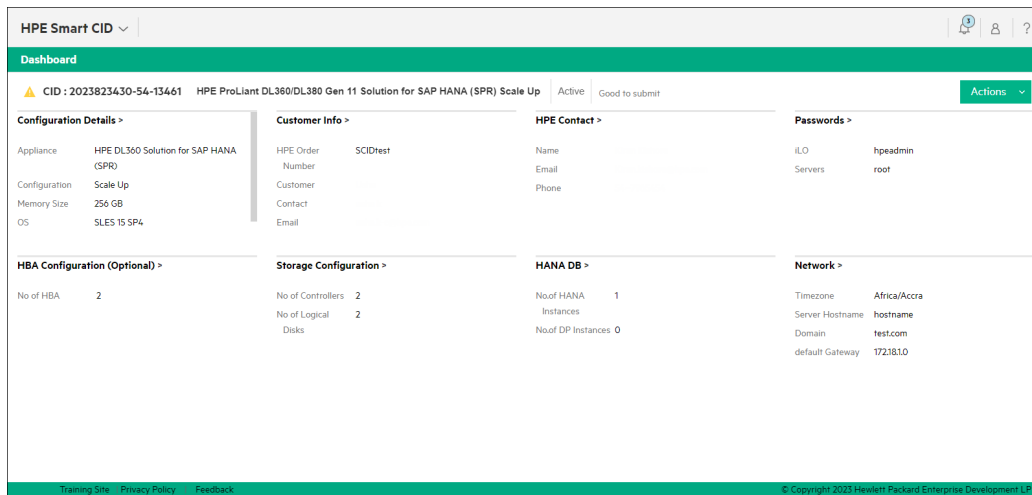 HPE Smart CID
3
?
Dashboard
CID : 2023823430-54-13461 HPE ProLiant DL360/DL380 Gen 11 Solution for SAP HANA (SPR) Scale Up Active Good to submit Actions
Configuration Details >
Appliance HPE DL360 Solution for SAP HANA
(SPR)
Configuration Scale Up
Memory Size 256 GB
OS SLES 15 SP4
Customer Info >
HPE Order SCIDtest
Number
Customer
Contact
Email
HPE Contact >
Name
Email
Phone
Passwords >
iLO hpeadmin
Servers root
HBA Configuration (Optional) >
No of HBA 2
Storage Configuration >
No of Controllers 2
No of Logical 2
Disks
HANA DB >
No.of HANA 1
Instances
No.of DP Instances 0
Network >
Timezone Africa/Accra
Server Hostname hostname
Domain test.com
default Gateway 172.18.1.0
Training Site Privacy Policy Feedback © Copyright 2023 Hewlett Packard Enterprise Development LP